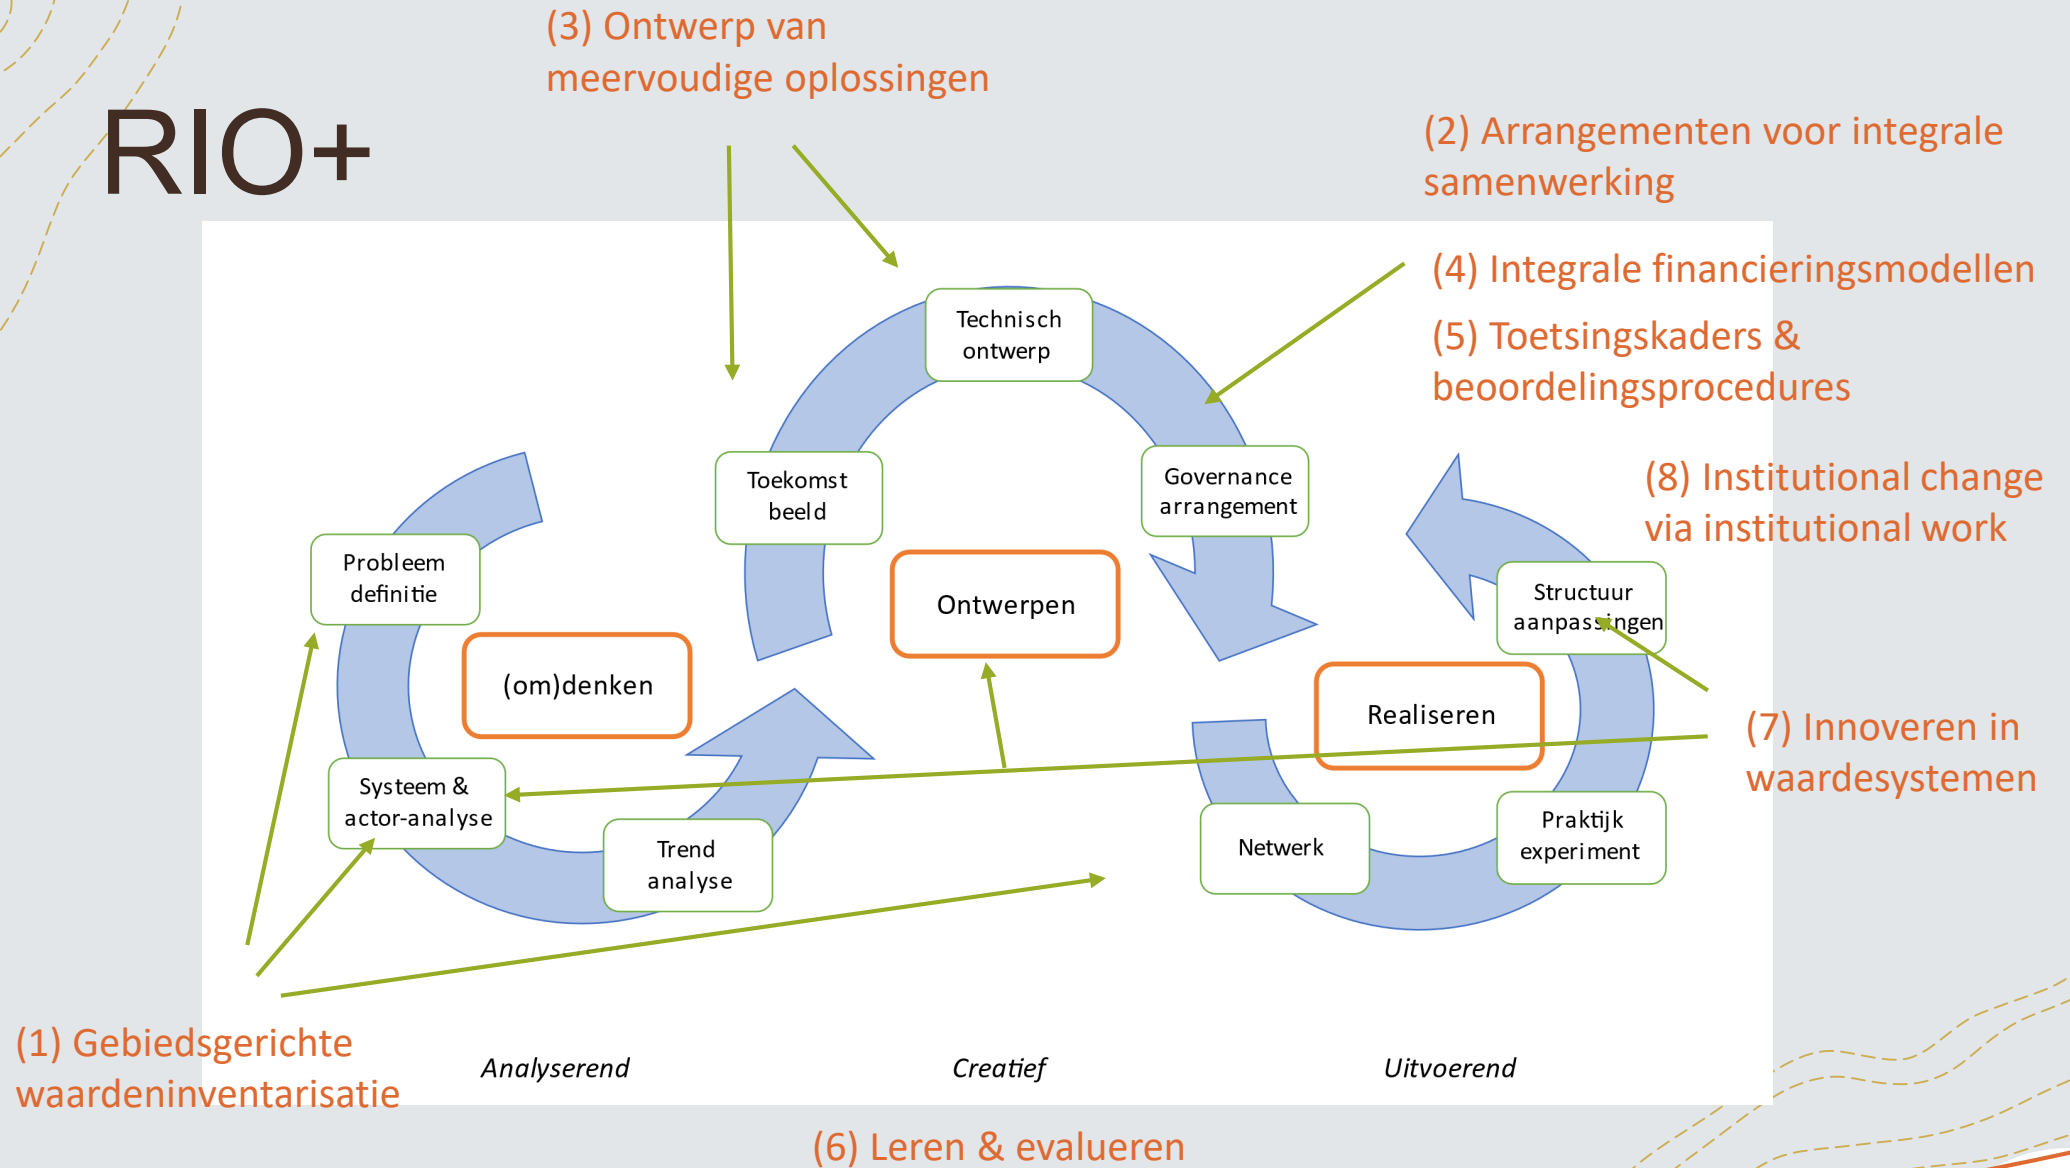 (3) Ontwerp van
meervoudige oplossingen
RIO+
(2) Arrangementen voor integrale
samenwerking
(4) Integrale financieringsmodellen
(5) Toetsingskaders &
beoordelingsprocedures
Technisch
ontwerp
Toekomst
beeld
Governance
arrangement
(8) Institutional change
via institutional work
Probleem
definitie
Structuur
aanpassingen
Ontwerpen
(om)denken
Realiseren
(7) Innoveren in
waardesystemen
Systeem &
actor-analyse
Trend
analyse
Netwerk
Praktijk
experiment
(1) Gebiedsgerichte
waardeninventarisatie
Analyserend
Creatief
Uitvoerend
(6) Leren & evalueren